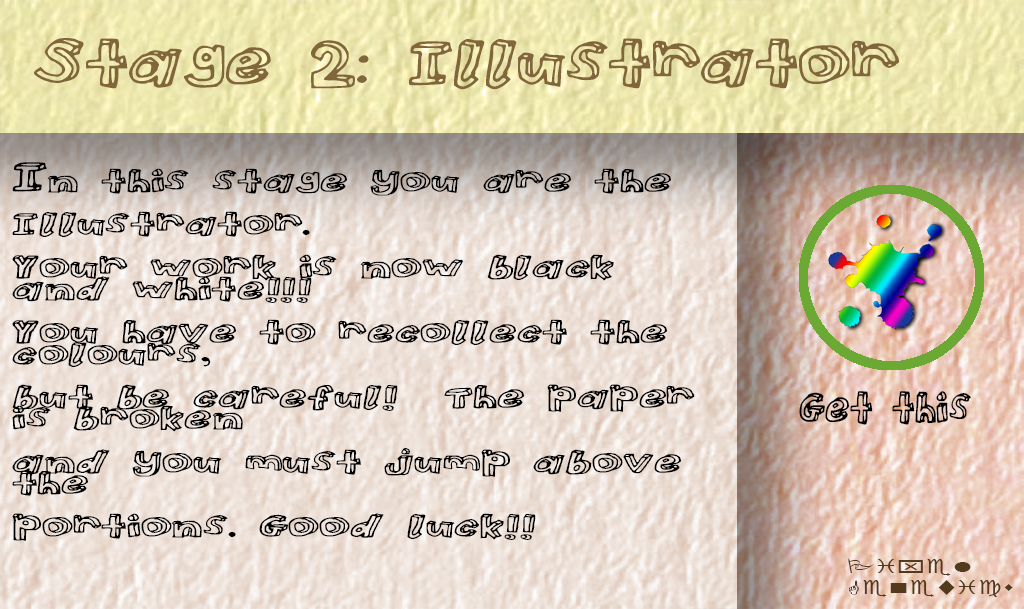 Stage 2: Illustrator
In this stage you are the
Illustrator.
Your work is now black
and white!!!
You have to recollect the
colours,
but be careful! The paper
is broken
and you must jump above
the
portions. Good luck!!
Get this